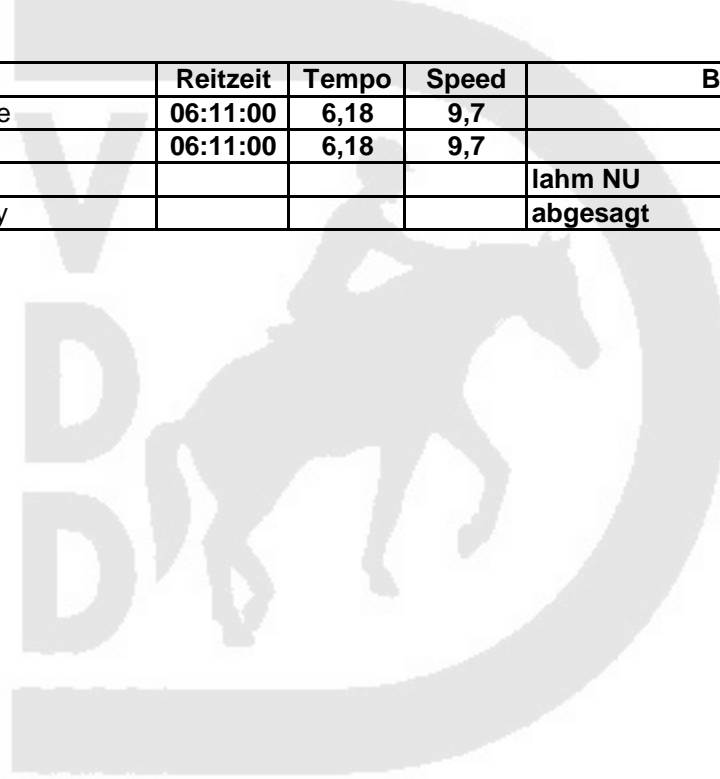 Reitzeit Tempo Speed B
e 06:11:00 6,18 9,7
06:11:00 6,18 9,7
lahm NU
y abgesagt
V
D
D